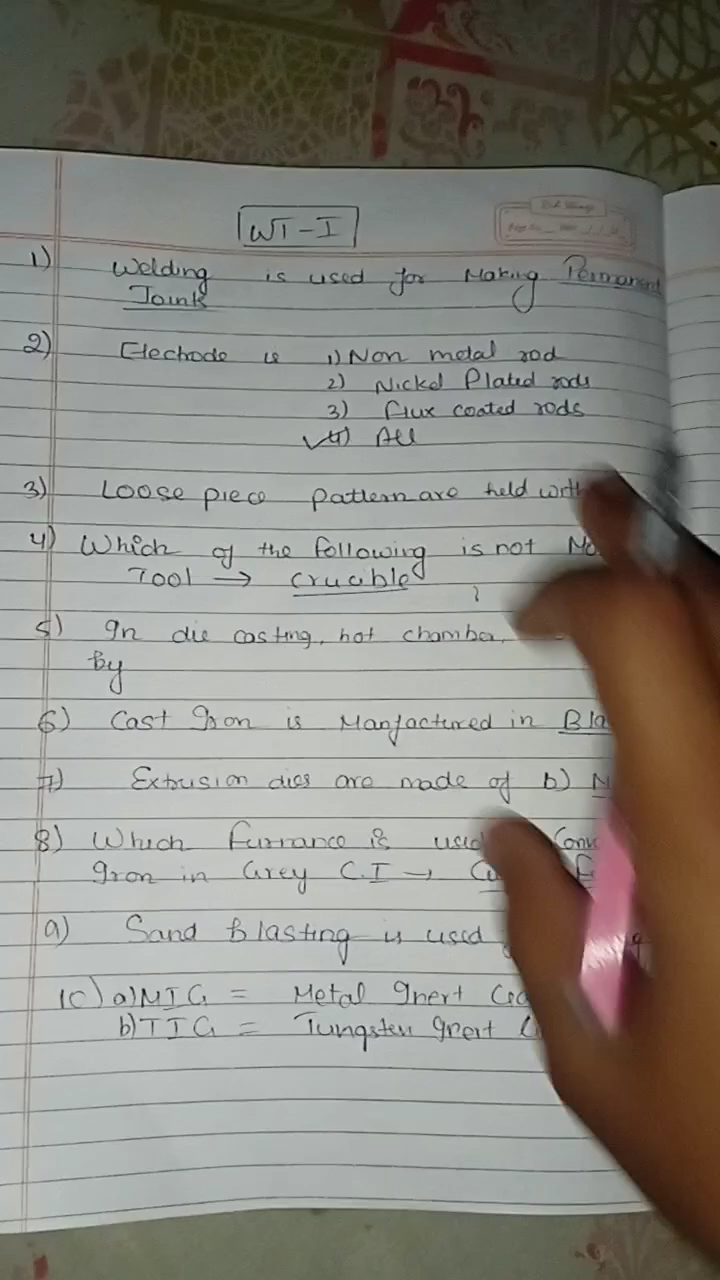 WT-I
1) Welding is used for Making Permanent
Joints
2) Electrode is 1) Non metal rod
2) Nickel Plated rods
3) Flux coated rods
4) All
3) Loose piece pattern are held with
4) Which of the following is not
Tool → crucible
5) In die casting, hot chamber,
By
6) Cast Iron is Manfactured in
7) Extrusion dies are made of b)
8) Which Furrance is used
Iron in Grey C.I →
9) Sand Blasting is used
10) a) MIG = Metal Inert
b) TIG = Tungsten Inert